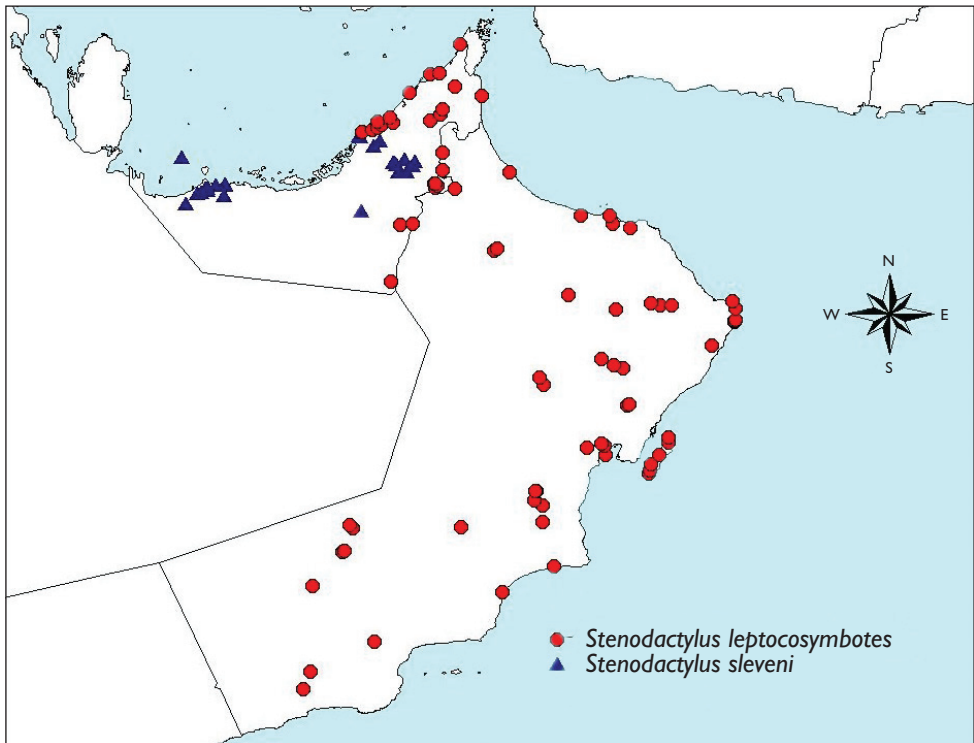 N
W E
S
Stenodactylus leptocosymbotes
Stenodactylus sleveni